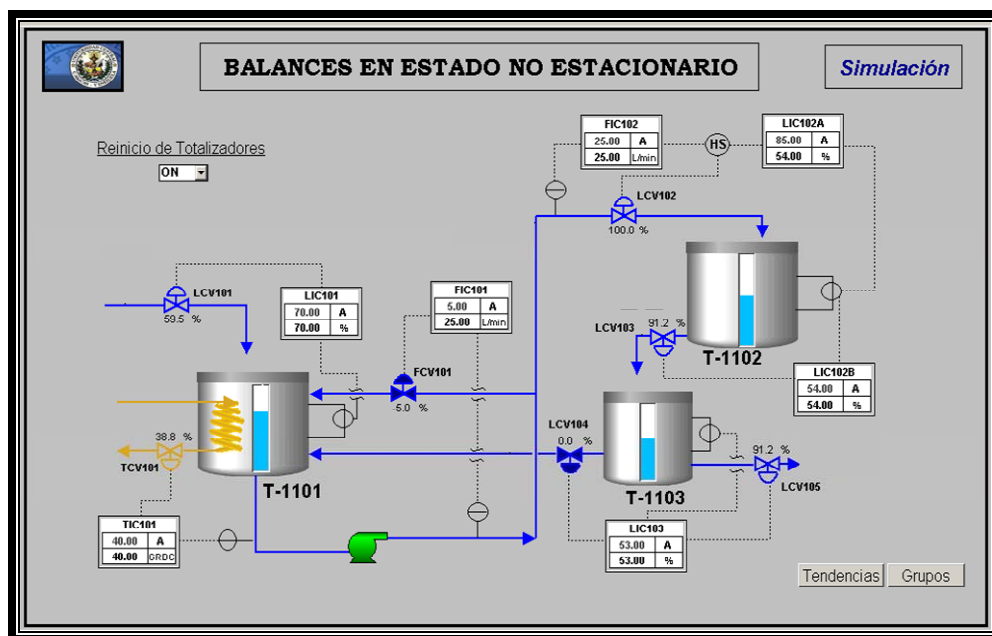 BALANCES EN ESTADO NO ESTACIONARIO
Simulación
Reinicio de Totalizadores
ON
FIC102
25.00 A
25.00 L/min
HS
LIC102A
85.00 A
54.00 %
LCV102
100.0 %
LCV101
59.5 %
LIC101
70.00 A
70.00 %
FIC101
5.00 A
25.00 L/min
LCV103
91.2 %
T-1102
LIC102B
54.00 A
54.00 %
FCV101
-5.0 %
LCV104
0.0 %
38.8 %
TCV101
T-1101
91.2 %
LCV105
T-1103
TIC101
40.00 A
40.00 GRDC
LIC103
53.00 A
53.00 %
Tendencias
Grupos